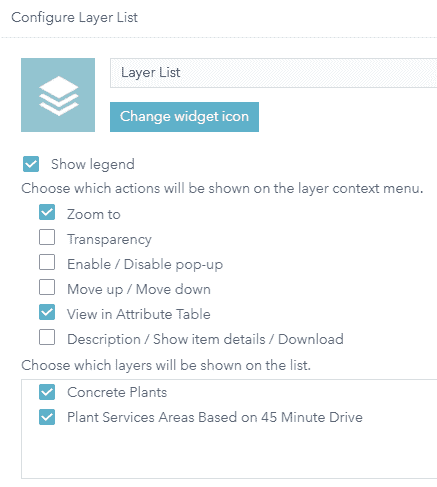 Configure Layer List
Layer List
Change widget icon
Show legend
Choose which actions will be shown on the layer context menu.
Zoom to
Transparency
Enable / Disable pop-up
Move up / Move down
View in Attribute Table
Description / Show item details / Download
Choose which layers will be shown on the list.
Concrete Plants
Plant Services Areas Based on 45 Minute Drive